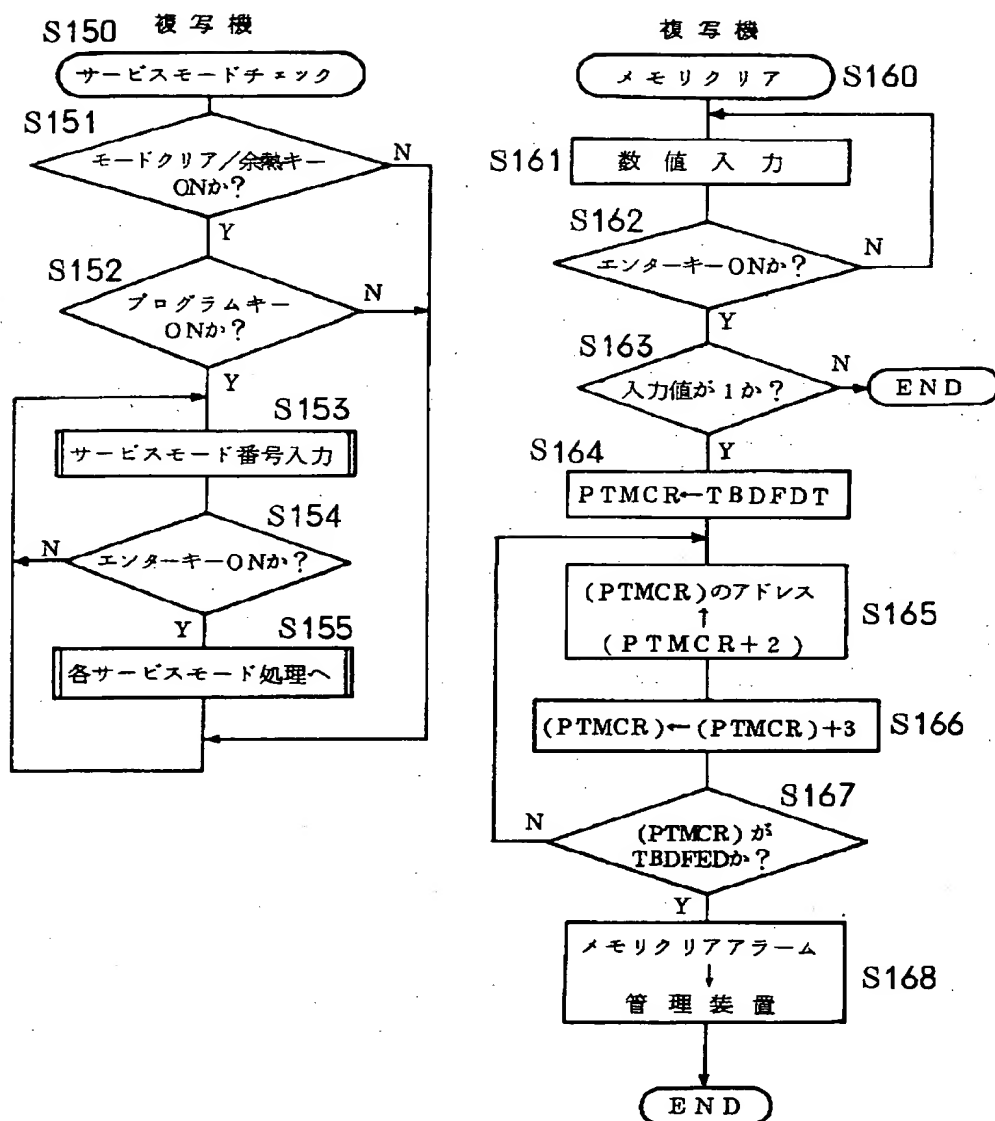 複写機
S150
サービスモードチェック
S151
モードクリア/余熱キー
ONか?
N
Y
S152
プログラムキー
ONか?
N
Y
S153
サービスモード番号入力
S154
エンターキーONか?
N
Y
S155
各サービスモード処理へ
複写機
メモリクリア
S160
S161
数値入力
S162
エンターキーONか?
N
Y
S163
入力値が1か?
N
END
Y
S164
PTMCR←TBDFDT
(PTMCR)のアドレス
↑
(PTMCR+2)
S165
(PTMCR)←(PTMCR)+3
S166
S167
(PTMCR)が
TBDFEDか?
N
Y
メモリクリアアラーム
↓
管理装置
S168
END